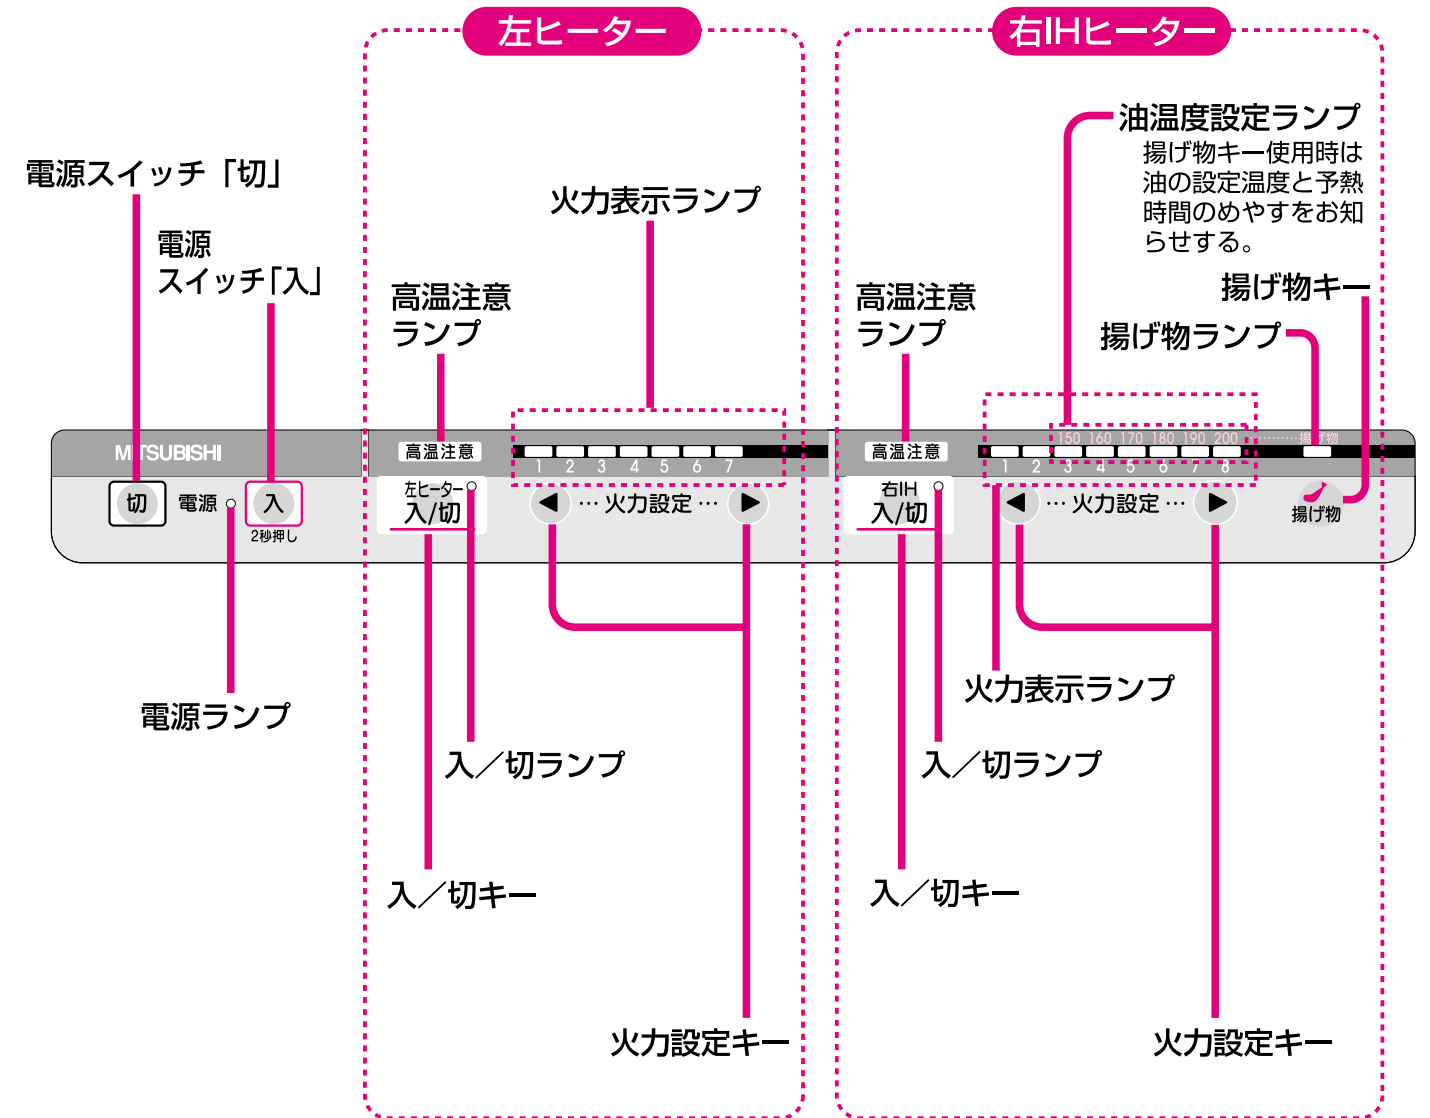 左ヒーター
右IHヒーター
油温度設定ランプ
揚げ物キー使用時は
油の設定温度と予熱
時間のめやすをお知
らせする。
電源スイッチ「切」
電源
スイッチ「入」
火力表示ランプ
高温注意
ランプ
高温注意
ランプ
揚げ物キー
揚げ物ランプ
MITSUBISHI
高温注意
1 2 3 4 5 6 7
高温注意
150 160 170 180 190 200 ………揚げ物
1 2 3 4 5 6 7 8
切 電源 入
2秒押し
左ヒーター
入/切
◀ … 火力設定 … ▶
右IH
入/切
◀ … 火力設定 … ▶
揚げ物
電源ランプ
火力表示ランプ
入/切ランプ
入/切ランプ
入/切キー
入/切キー
火力設定キー
火力設定キー